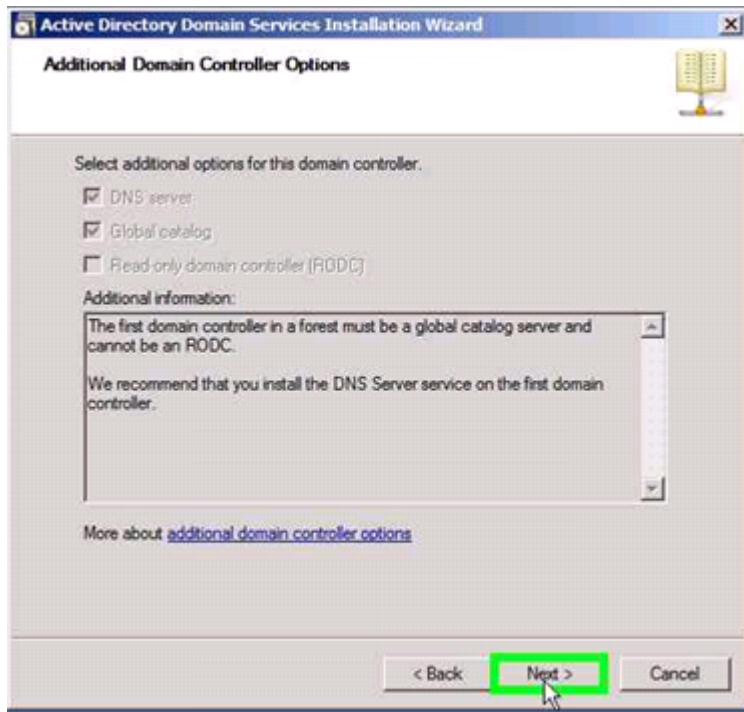 Active Directory Domain Services Installation Wizard
Additional Domain Controller Options
Select additional options for this domain controller.
DNS server
Global catalog
Read-only domain controller (RODC)
Additional information:
The first domain controller in a forest must be a global catalog server and
cannot be an RODC.
We recommend that you install the DNS Server service on the first domain
controller.
More about additional domain controller options
< Back
Next >
Cancel